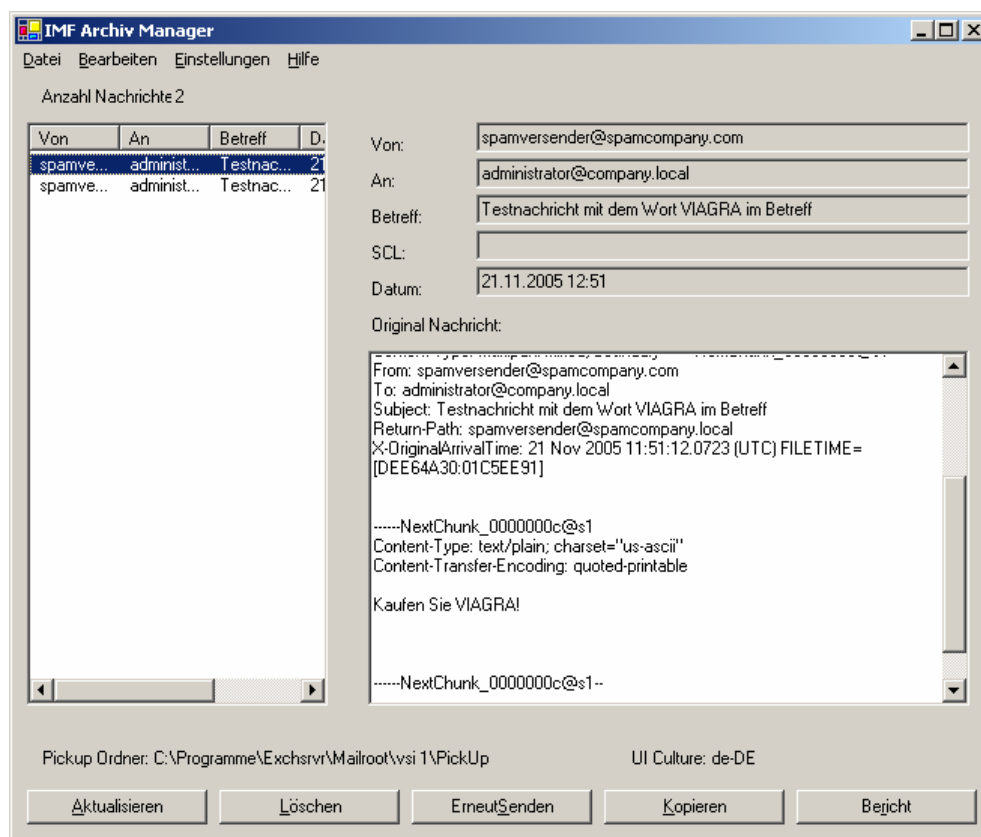 IMF Archiv Manager
Datei Bearbeiten Einstellungen Hilfe
Anzahl Nachrichte 2
Von An Betreff D.
spamve... administ... Testnac... 21
spamve... administ... Testnac... 21
Von: spamversender@spamcompany.com
An: administrator@company.local
Betreff: Testnachricht mit dem Wort VIAGRA im Betreff
SCL:
Datum: 21.11.2005 12:51
Original Nachricht:
From: spamversender@spamcompany.com
To: administrator@company.local
Subject: Testnachricht mit dem Wort VIAGRA im Betreff
Return-Path: spamversender@spamcompany.local
X-OriginalArrivalTime: 21 Nov 2005 11:51:12.0723 (UTC) FILETIME=
[DEE64A30:01C5EE91]
------NextChunk_0000000c@s1
Content-Type: text/plain; charset="us-ascii"
Content-Transfer-Encoding: quoted-printable
Kaufen Sie VIAGRA!
------NextChunk_0000000c@s1--
Pickup Ordner: C:\Programme\Exchsrvr\Mailroot\vsi 1\PickUp UI Culture: de-DE
Aktualisieren Löschen ErneutSenden Kopieren Bericht